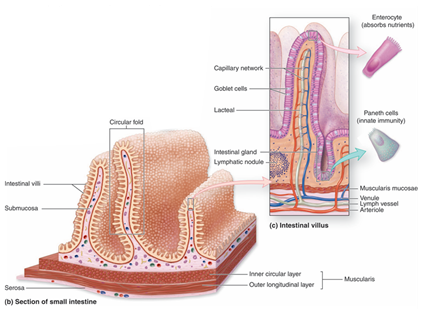 Enterocyte
(absorbs nutrients)
Capillary network
Goblet cells
Lacteal
Paneth cells
(innate immunity)
Circular fold
Intestinal gland
Lymphatic nodule
Intestinal villi
Submucosa
Muscularis mucosae
Venule
Lymph vessel
Arteriole
(c) Intestinal villus
Inner circular layer
Muscularis
Outer longitudinal layer
Serosa
(b) Section of small intestine